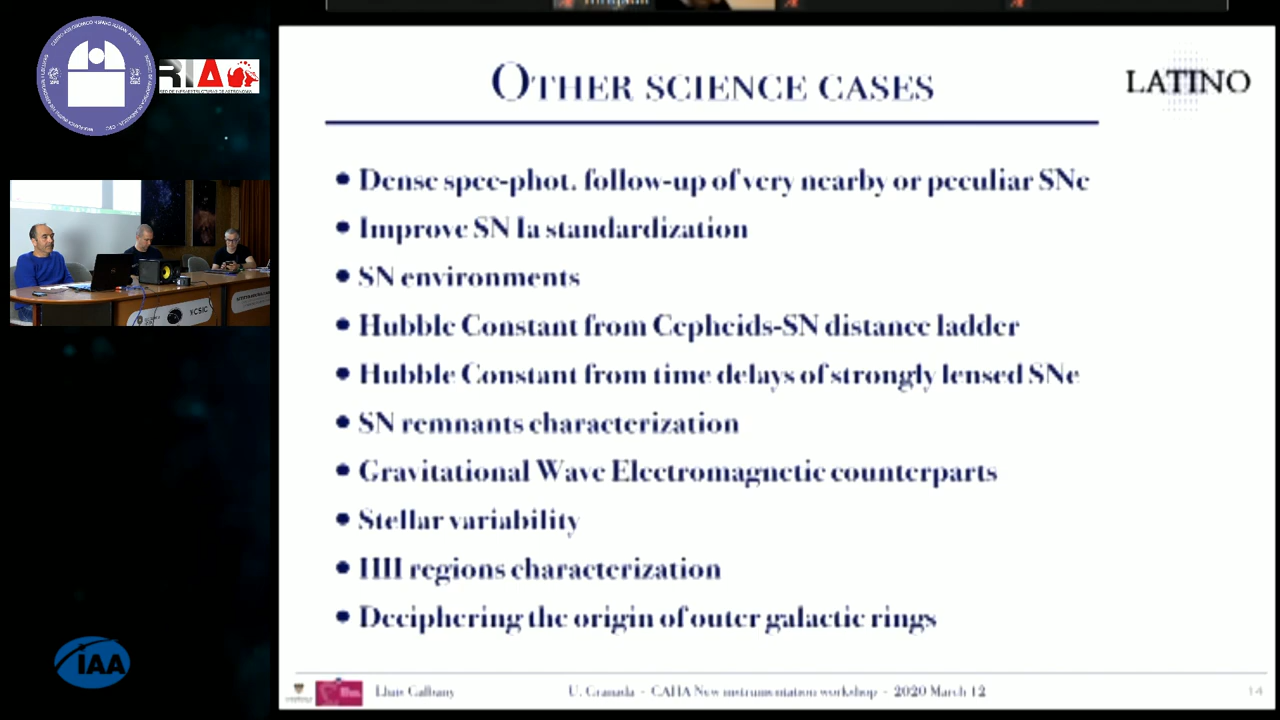 RIA
OTHER SCIENCE CASES
LATINO
• Dense spec-phot. follow-up of very nearby or peculiar SNe
• Improve SN Ia standardization
• SN environments
• Hubble Constant from Cepheids-SN distance ladder
• Hubble Constant from time delays of strongly lensed SNe
• SN remnants characterization
• Gravitational Wave Electromagnetic counterparts
• Stellar variability
• HII regions characterization
• Deciphering the origin of outer galactic rings
CSIC
IAA
Lluís Galbany
U. Granada - CAHA New instrumentation workshop - 2020 March 12
14